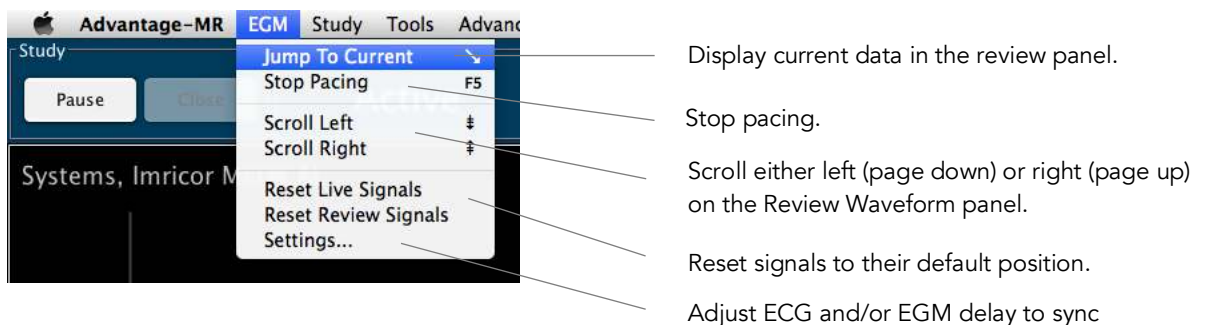 Advantage-MR EGM Study Tools Advanc
Study
Jump To Current ↘
Display current data in the review panel.
Stop Pacing F5
Pause Close
Stop pacing.
Scroll Left ⇟
Scroll Right ⇞
Scroll either left (page down) or right (page up)
on the Review Waveform panel.
Systems, Imricor M
Reset Live Signals
Reset Review Signals
Settings...
Reset signals to their default position.
Adjust ECG and/or EGM delay to sync